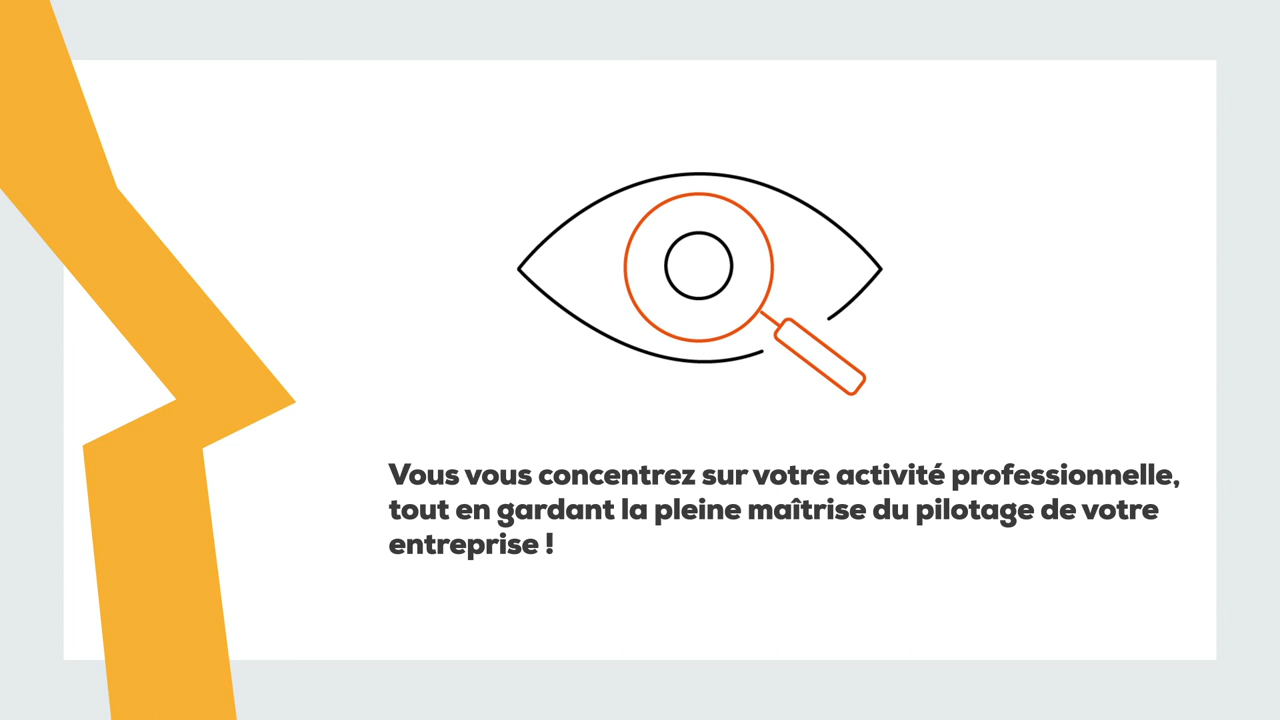 Vous vous concentrez sur votre activité professionnelle,
tout en gardant la pleine maîtrise du pilotage de votre
entreprise !